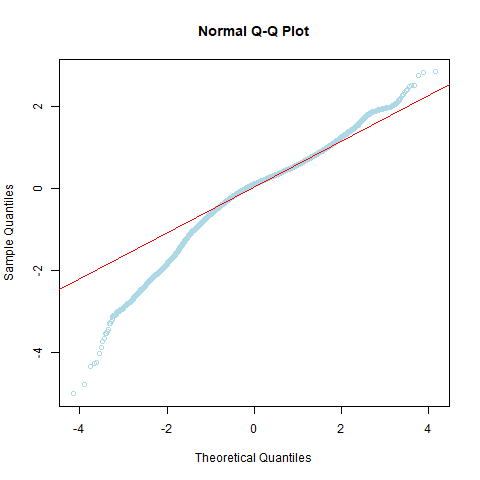 Normal Q-Q Plot
Sample Quantiles
2
0
-2
-4
-4 -2 0 2 4
Theoretical Quantiles